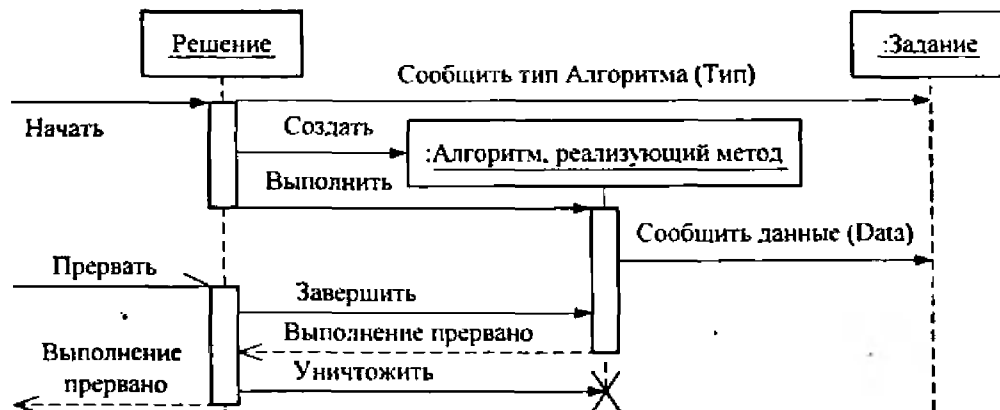 Решение
:Задание
Сообщить тип Алгоритма (Тип)
Начать
Создать
:Алгоритм, реализующий метод
Выполнить
Сообщить данные (Data)
Прервать
Завершить
Выполнение прервано
Выполнение
прервано
Уничтожить